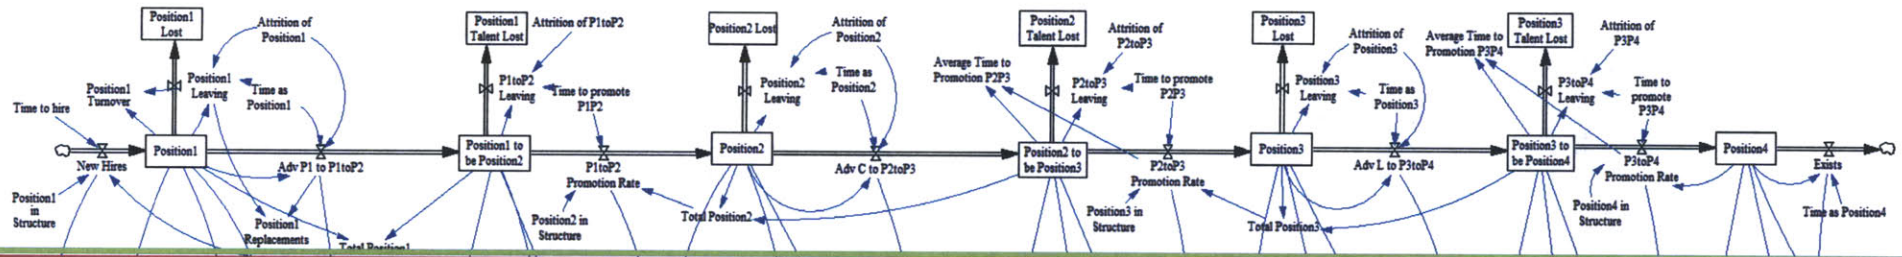 Position1
Lost
Attrition of
Position1
Position1
Leaving
Position1
Turnover
Time as
Position1
Time to hire
New Hires
Position1
Adv P1 to P1toP2
Position1
in
Structure
Position1
Replacements
Total Position1
Position1
Talent Lost
Attrition of P1toP2
P1toP2
Leaving
Time to promote
P1P2
Position1 to
be Position2
P1toP2
Promotion Rate
Position2 in
Structure
Position2 Lost
Attrition of
Position2
Position2
Leaving
Time as
Position2
Position2
Adv C to P2toP3
Total Position2
Position2
Talent Lost
Attrition of
P2toP3
Average Time to
Promotion P2P3
P2toP3
Leaving
Time to promote
P2P3
Position2 to
be Position3
P2toP3
Promotion Rate
Position3 in
Structure
Position3
Lost
Attrition of
Position3
Position3
Leaving
Time as
Position3
Position3
Adv L to P3toP4
Total Position3
Position3
Talent Lost
Attrition of
P3P4
Average Time to
Promotion P3P4
P3toP4
Leaving
Time to
promote
P3P4
Position3 to
be Position4
P3toP4
Promotion Rate
Position4 in
Structure
Position4
Exists
Time as Position4